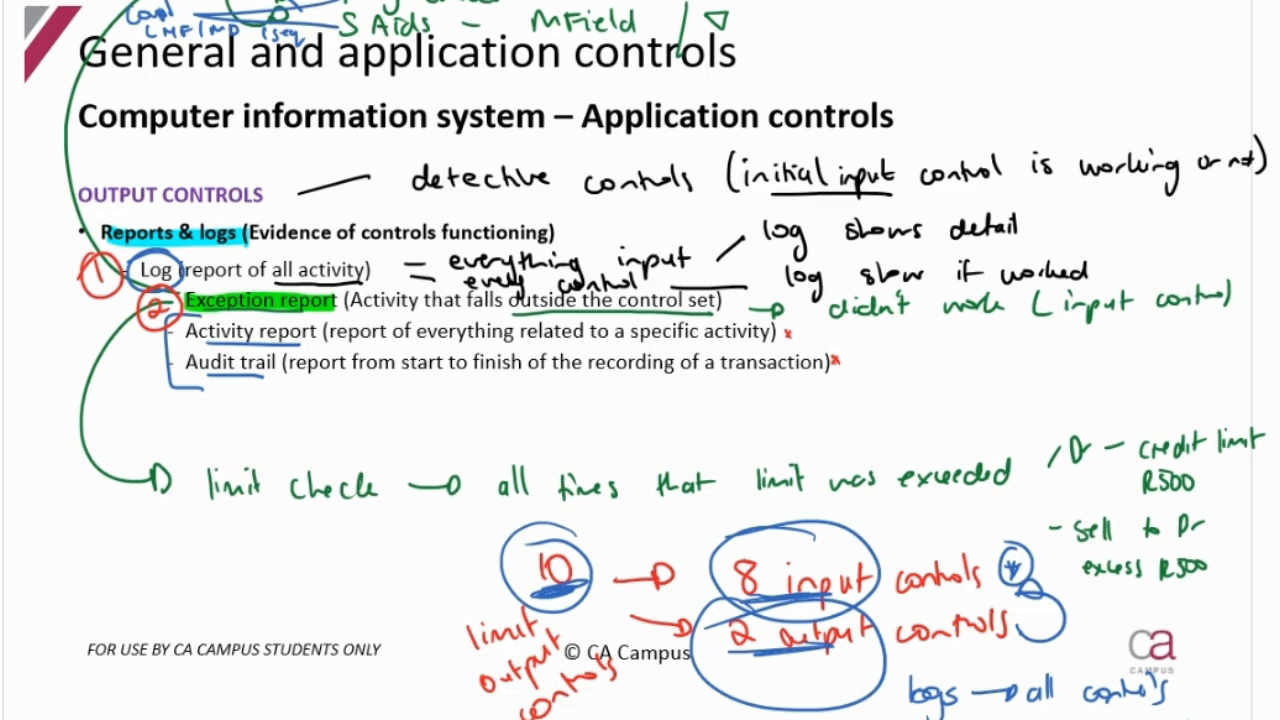 S Aids - MField
General and application controls
Computer information system – Application controls
OUTPUT CONTROLS
detective controls (initial input control is working or not)
• Reports & logs (Evidence of controls functioning)
log shows detail
1 - Log (report of all activity)
= everything input
= every control
log show if worked
2 - Exception report (Activity that falls outside the control set)
didn't work (input control)
- Activity report (report of everything related to a specific activity) *
- Audit trail (report from start to finish of the recording of a transaction)*
limit check → all times that limit was exceeded
/ Dr - credit limit
R500
- sell to Dr
excess R500
10 → 8 input controls
→ 2 output controls
limit
output
controls
FOR USE BY CA CAMPUS STUDENTS ONLY
© CA Campus
ca
CAMPUS
logs → all controls